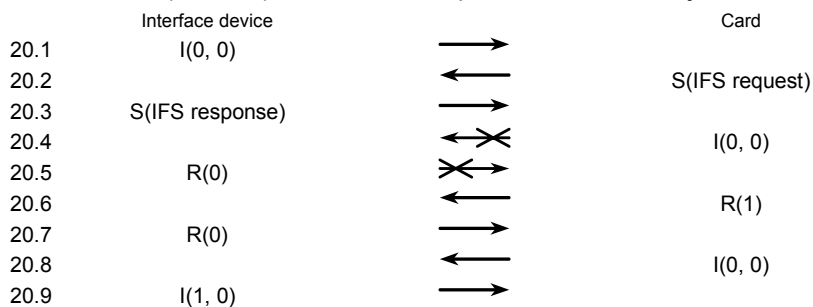 Interface device Card
20.1 I(0, 0)
20.2 S(IFS request)
20.3 S(IFS response)
20.4 I(0, 0)
20.5 R(0)
20.6 R(1)
20.7 R(0)
20.8 I(0, 0)
20.9 I(1, 0)